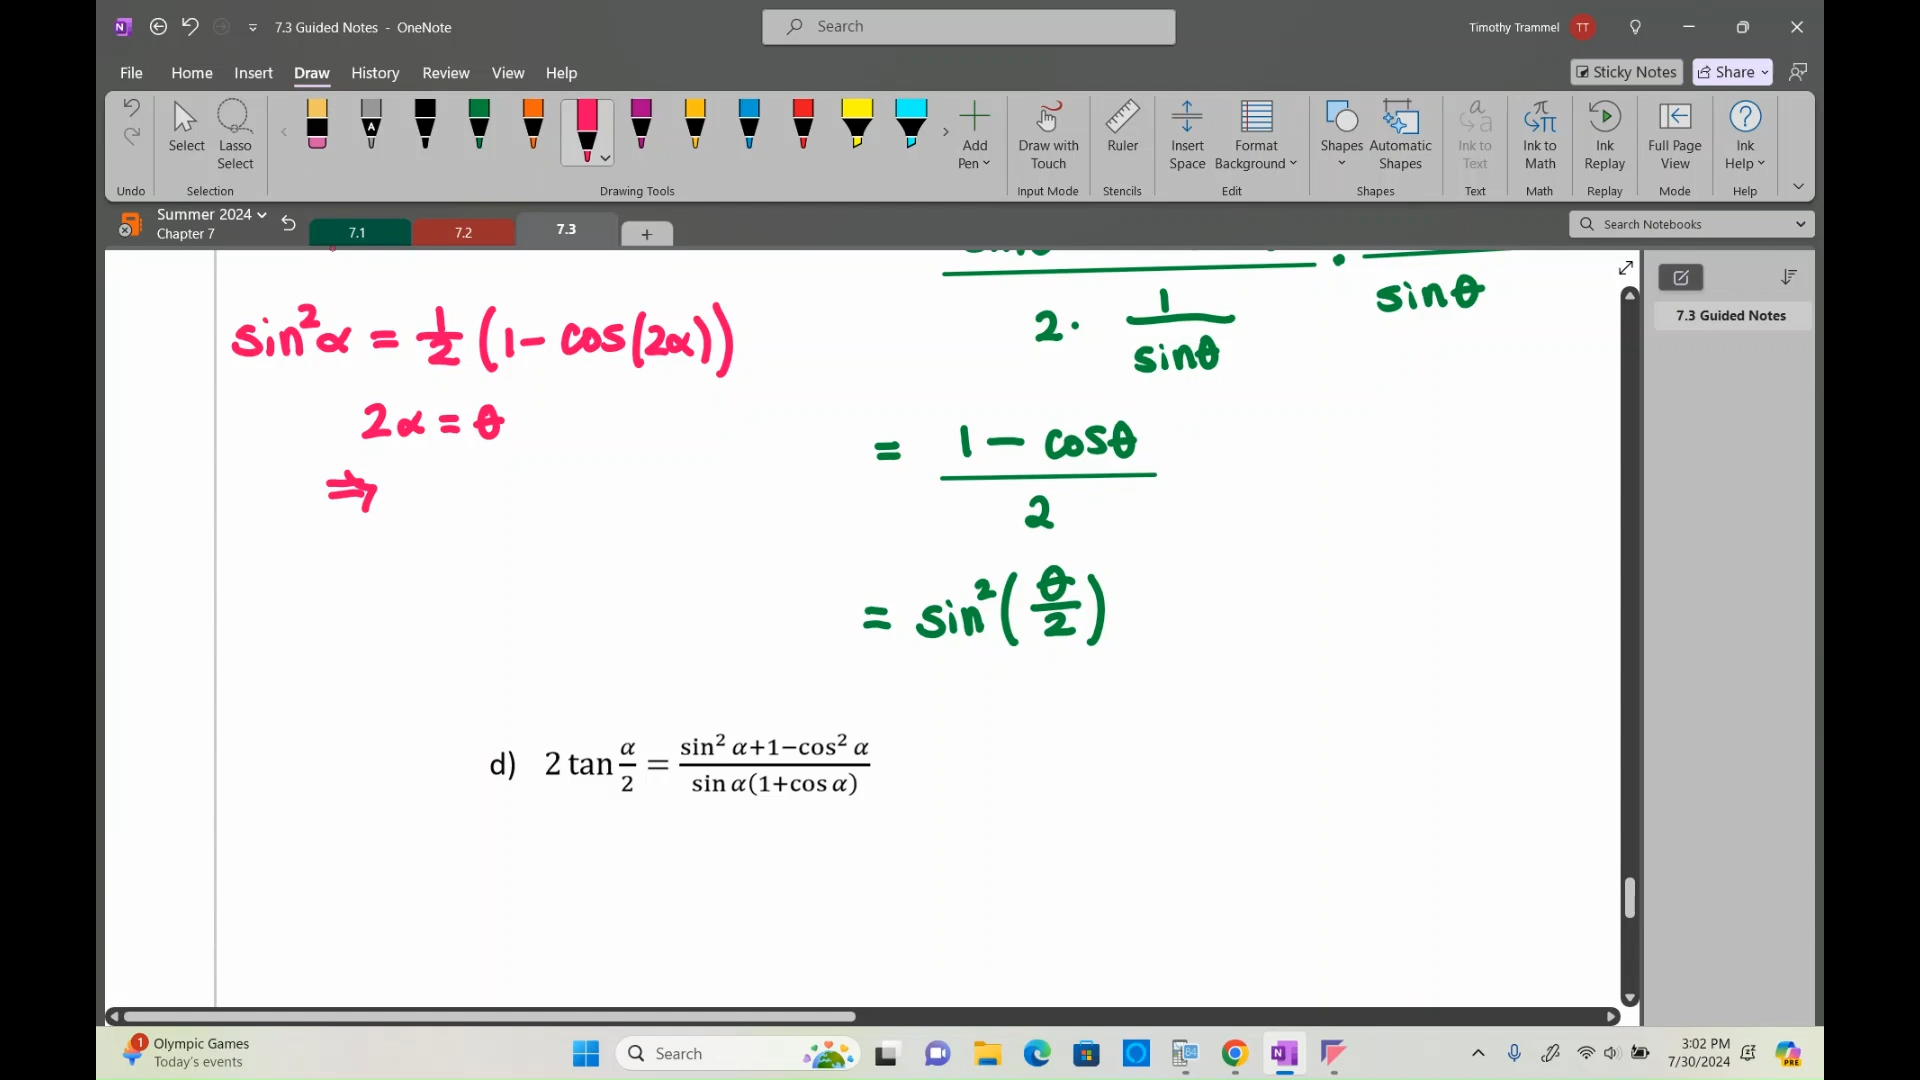 7.3 Guided Notes - OneNote
Search
Timothy Trammel TT
File Home Insert Draw History Review View Help
Sticky Notes Share
Select
Lasso Select
A
Add Pen
Draw with Touch
Ruler
Insert Space
Format Background
Shapes
Automatic Shapes
Ink to Text
Ink to Math
Ink Replay
Full Page View
Ink Help
Undo Selection Drawing Tools Input Mode Stencils Edit Shapes Text Math Replay Mode Help
Summer 2024
Chapter 7
7.1 7.2 7.3 +
Search Notebooks
7.3 Guided Notes
sin²α = 1/2 (1 - cos(2α))
2α = θ
⇒
2 · 1/sinθ
sinθ
= (1 - cosθ)/2
= sin²(θ/2)
d) 2 tan α/2 = (sin² α+1−cos² α)/(sin α(1+cos α))
1 Olympic Games
Today's events
Search
84
3:02 PM
7/30/2024
PRE